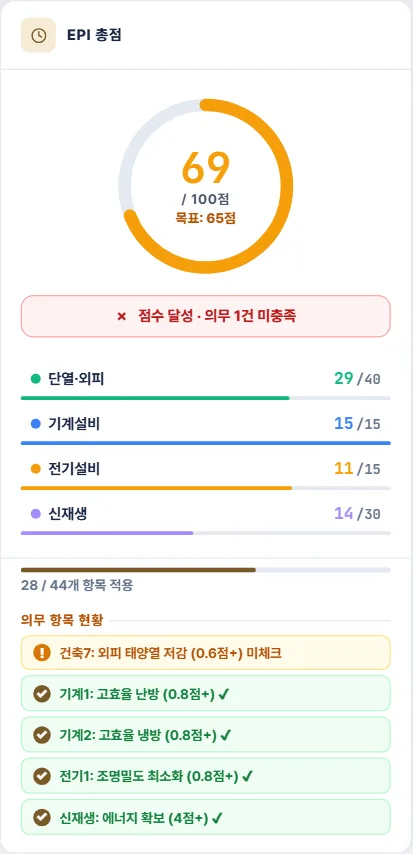 EPI 총점
69
/ 100점
목표: 65점
× 점수 달성 · 의무 1건 미충족
단열·외피 29/40
기계설비 15/15
전기설비 11/15
신재생 14/30
28 / 44개 항목 적용
의무 항목 현황
건축7: 외피 태양열 저감 (0.6점+) 미체크
기계1: 고효율 난방 (0.8점+) ✓
기계2: 고효율 냉방 (0.8점+) ✓
전기1: 조명밀도 최소화 (0.8점+) ✓
신재생: 에너지 확보 (4점+) ✓